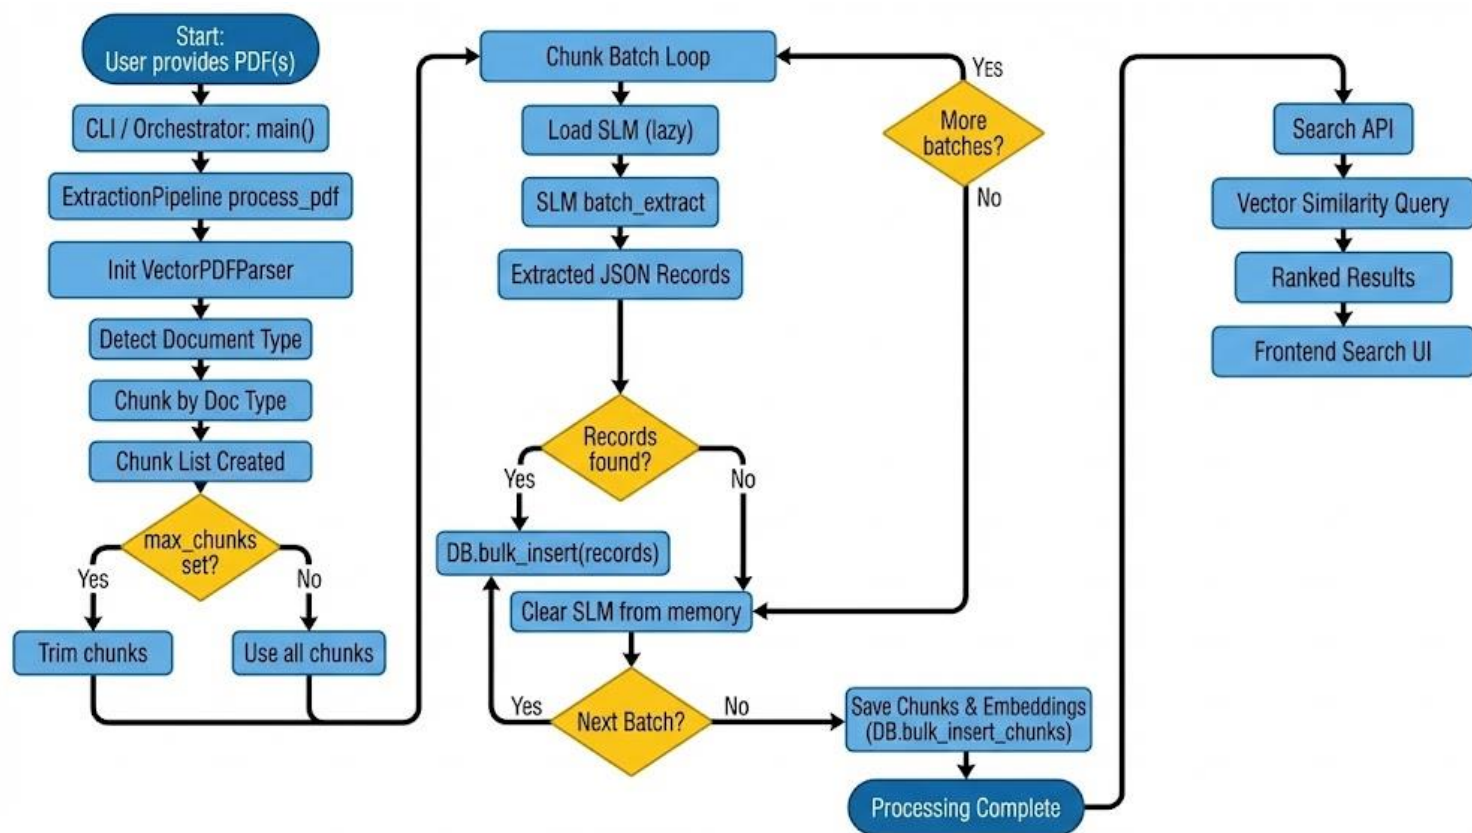 Start:
User provides PDF(s)
CLI / Orchestrator: main()
ExtractionPipeline process_pdf
Init VectorPDFParser
Detect Document Type
Chunk by Doc Type
Chunk List Created
max_chunks
set?
Yes
No
Trim chunks
Use all chunks
Chunk Batch Loop
Load SLM (lazy)
SLM batch_extract
Extracted JSON Records
Records
found?
Yes
No
DB.bulk_insert(records)
Clear SLM from memory
Next Batch?
Yes
No
YES
More
batches?
No
Save Chunks & Embeddings
(DB.bulk_insert_chunks)
Processing Complete
Search API
Vector Similarity Query
Ranked Results
Frontend Search UI